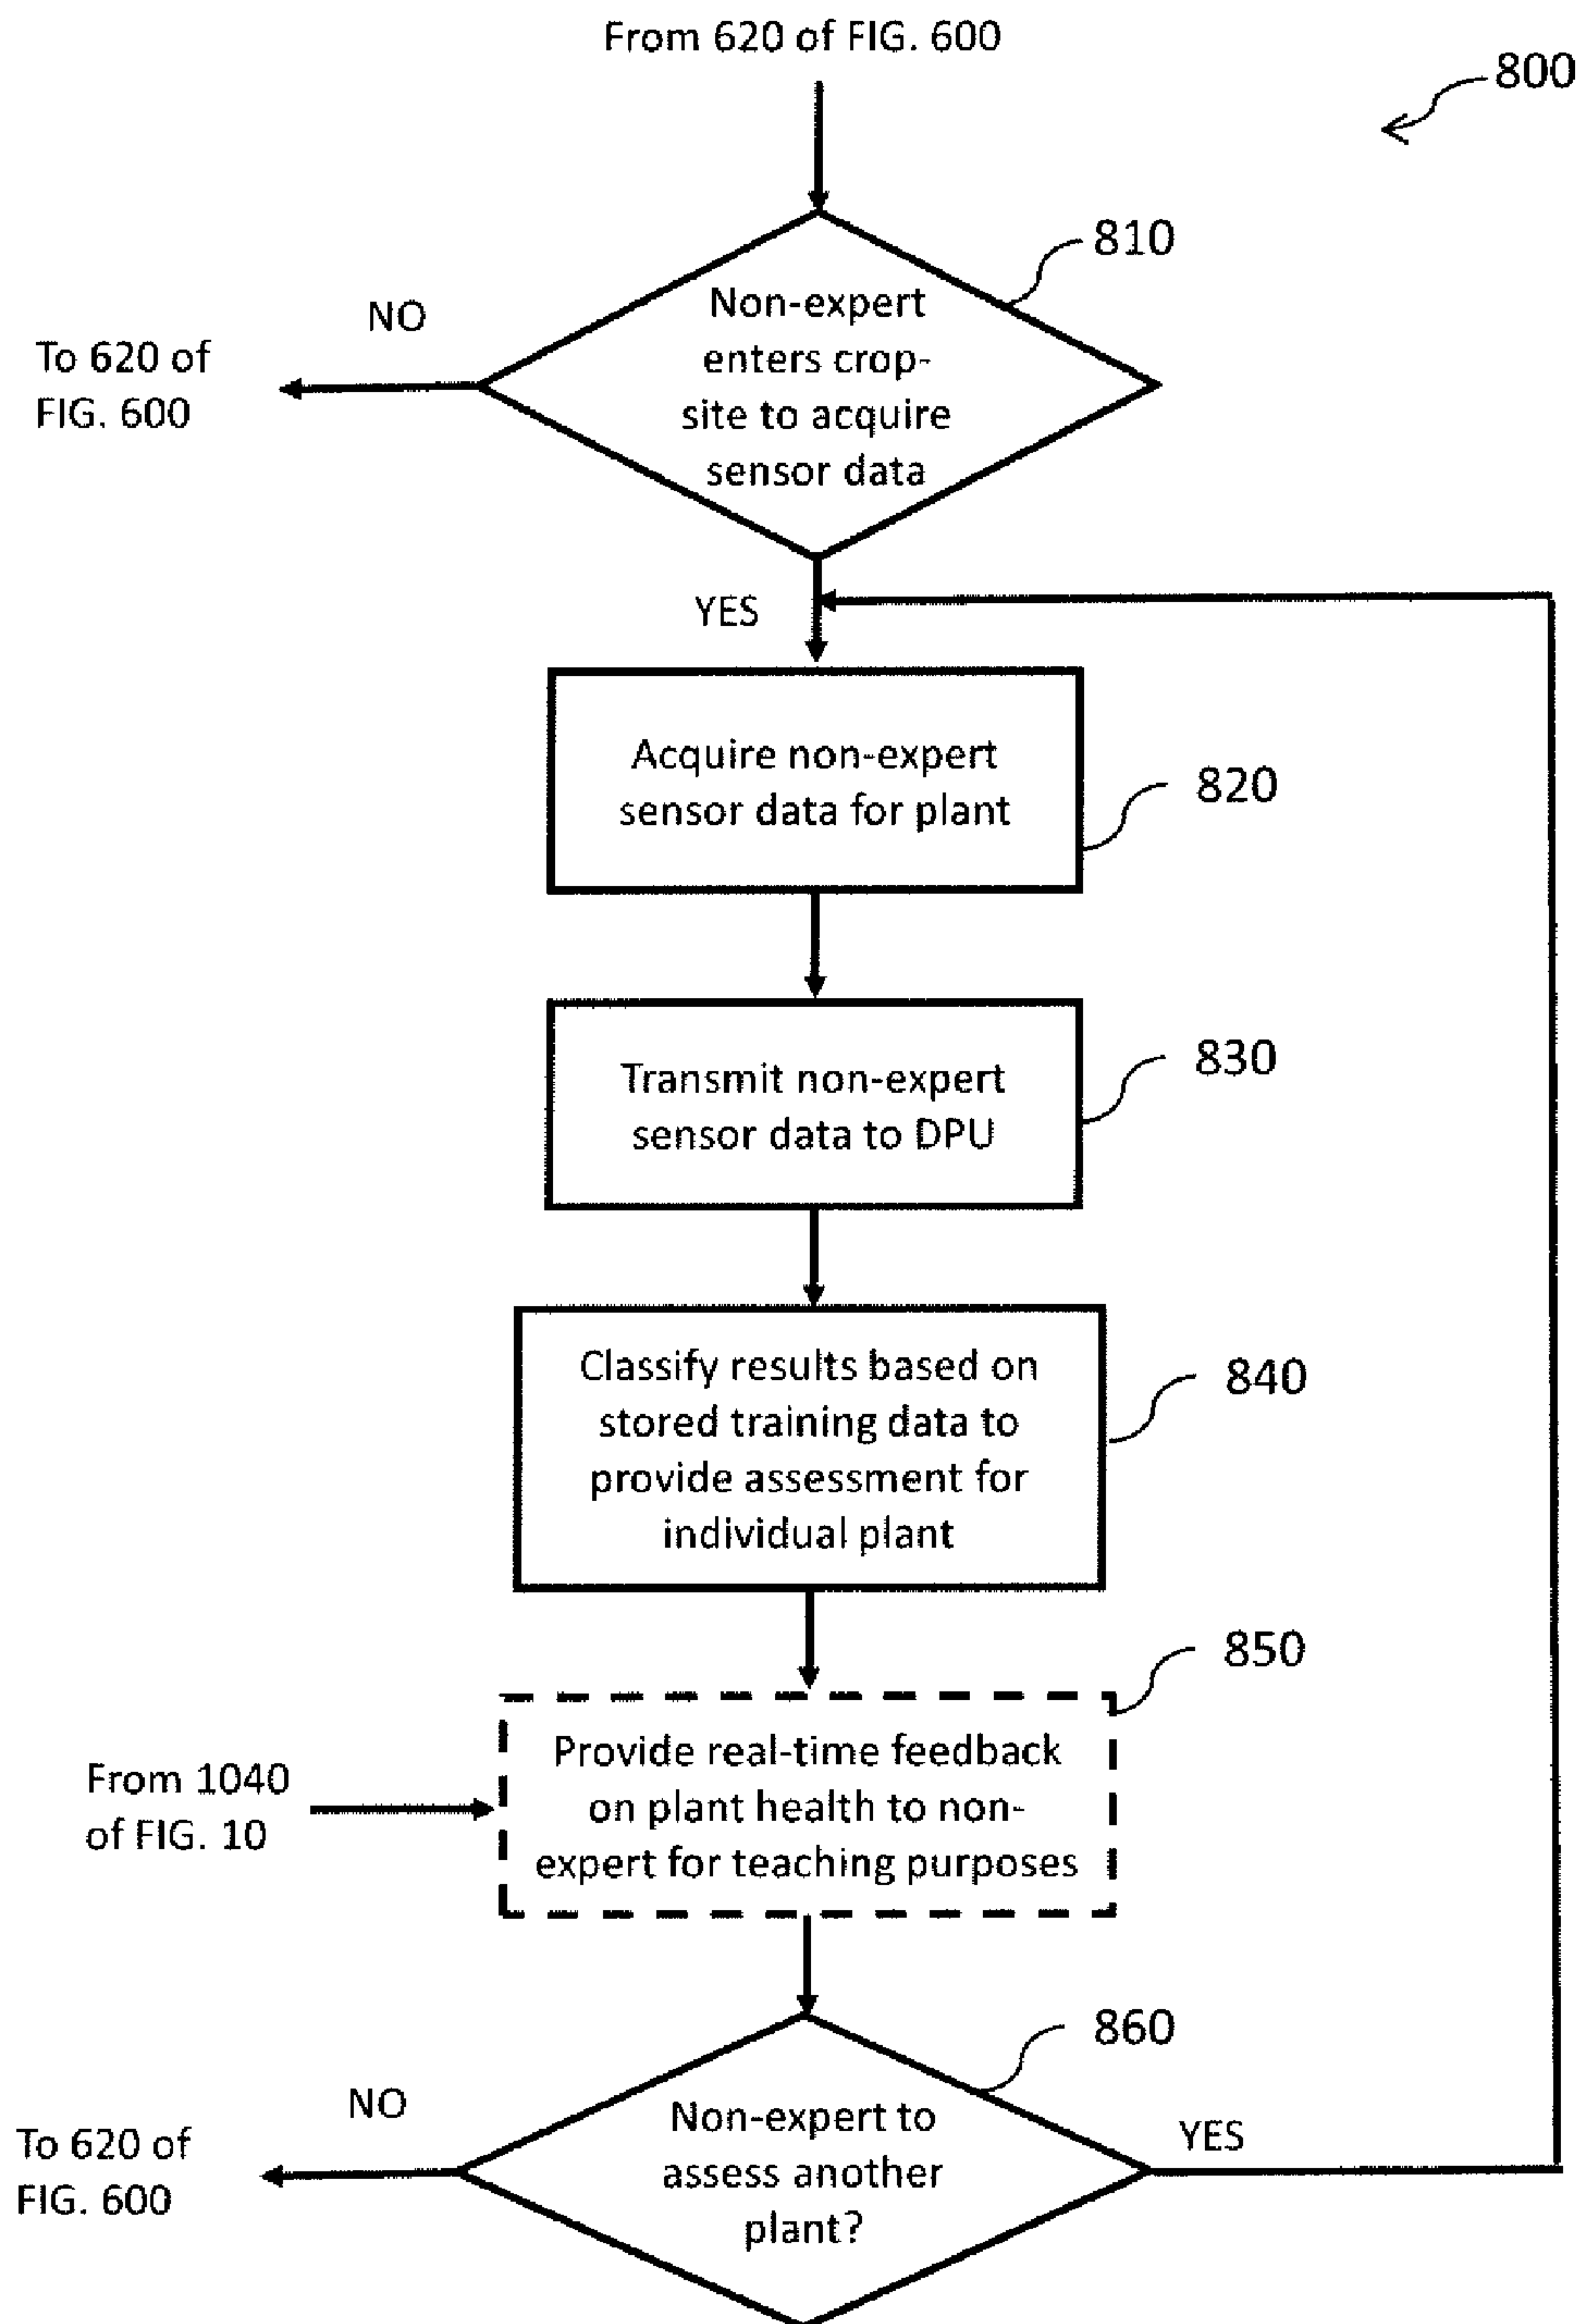 From 620 of FIG. 600
800
810
Non-expert
enters crop-
site to acquire
sensor data
NO
To 620 of
FIG. 600
YES
Acquire non-expert
sensor data for plant
820
Transmit non-expert
sensor data to DPU
830
Classify results based on
stored training data to
provide assessment for
individual plant
840
850
Provide real-time feedback
on plant health to non-
expert for teaching purposes
From 1040
of FIG. 10
860
Non-expert to
assess another
plant?
NO
To 620 of
FIG. 600
YES